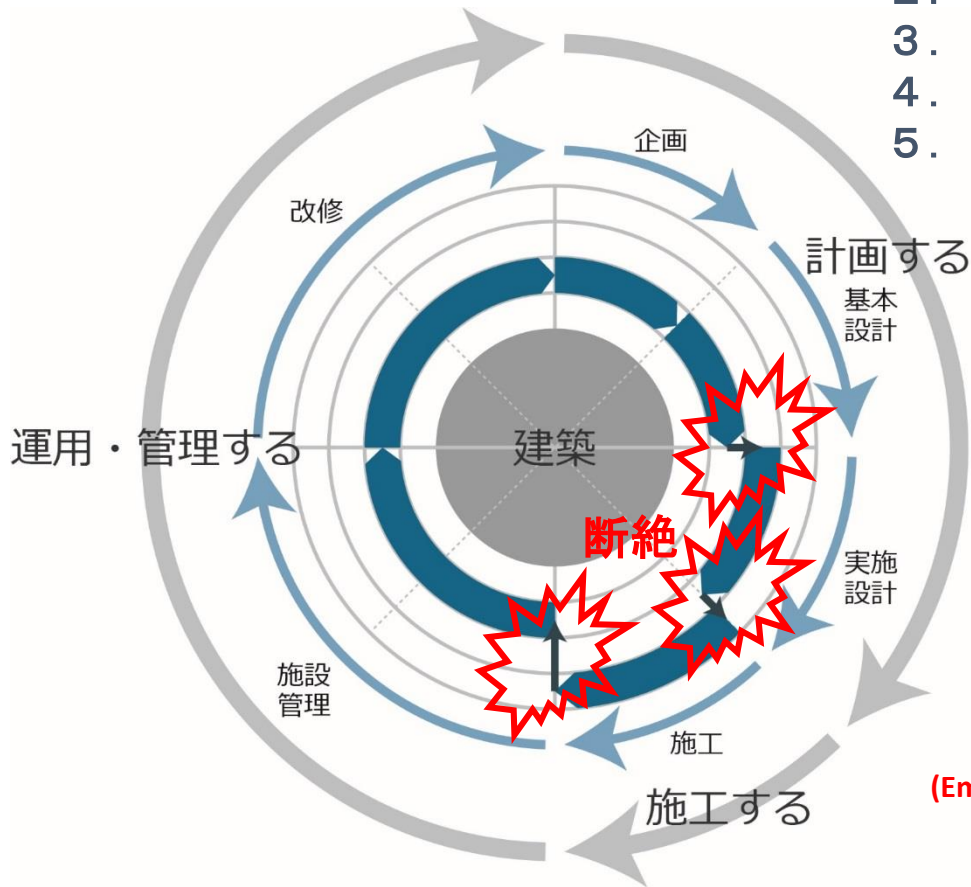 3．
4．
5．
企画
改修
計画する
基本
設計
運用・管理する
建築
断絶
実施
設計
施設
管理
施工
(En
施工する